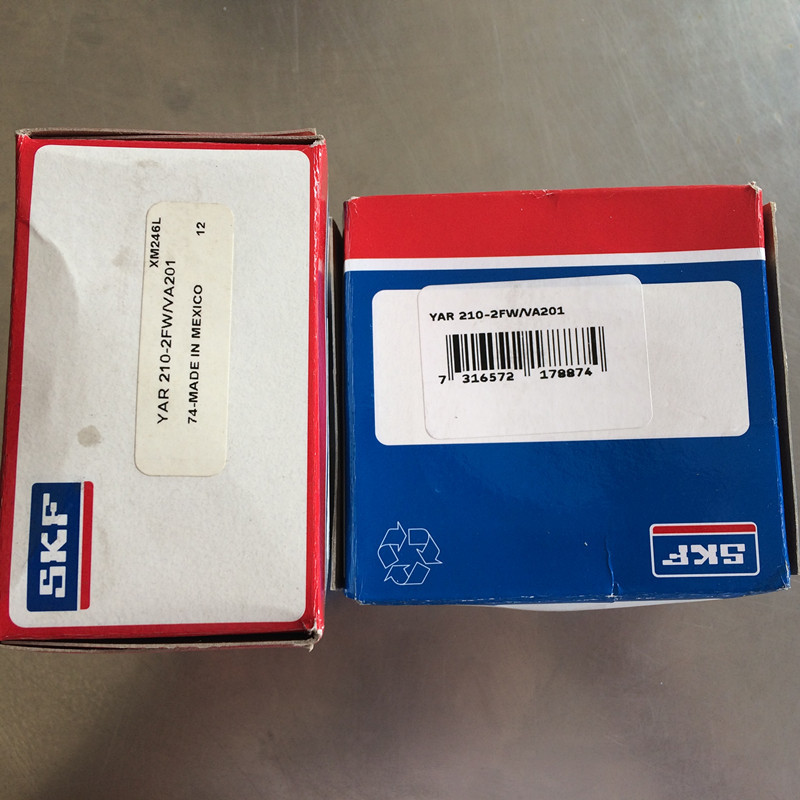 XM246L 12
YAR 210-2FW/VA201
74-MADE IN MEXICO
SKF
YAR 210-2FW/VA201
7 316572 178874
SKF